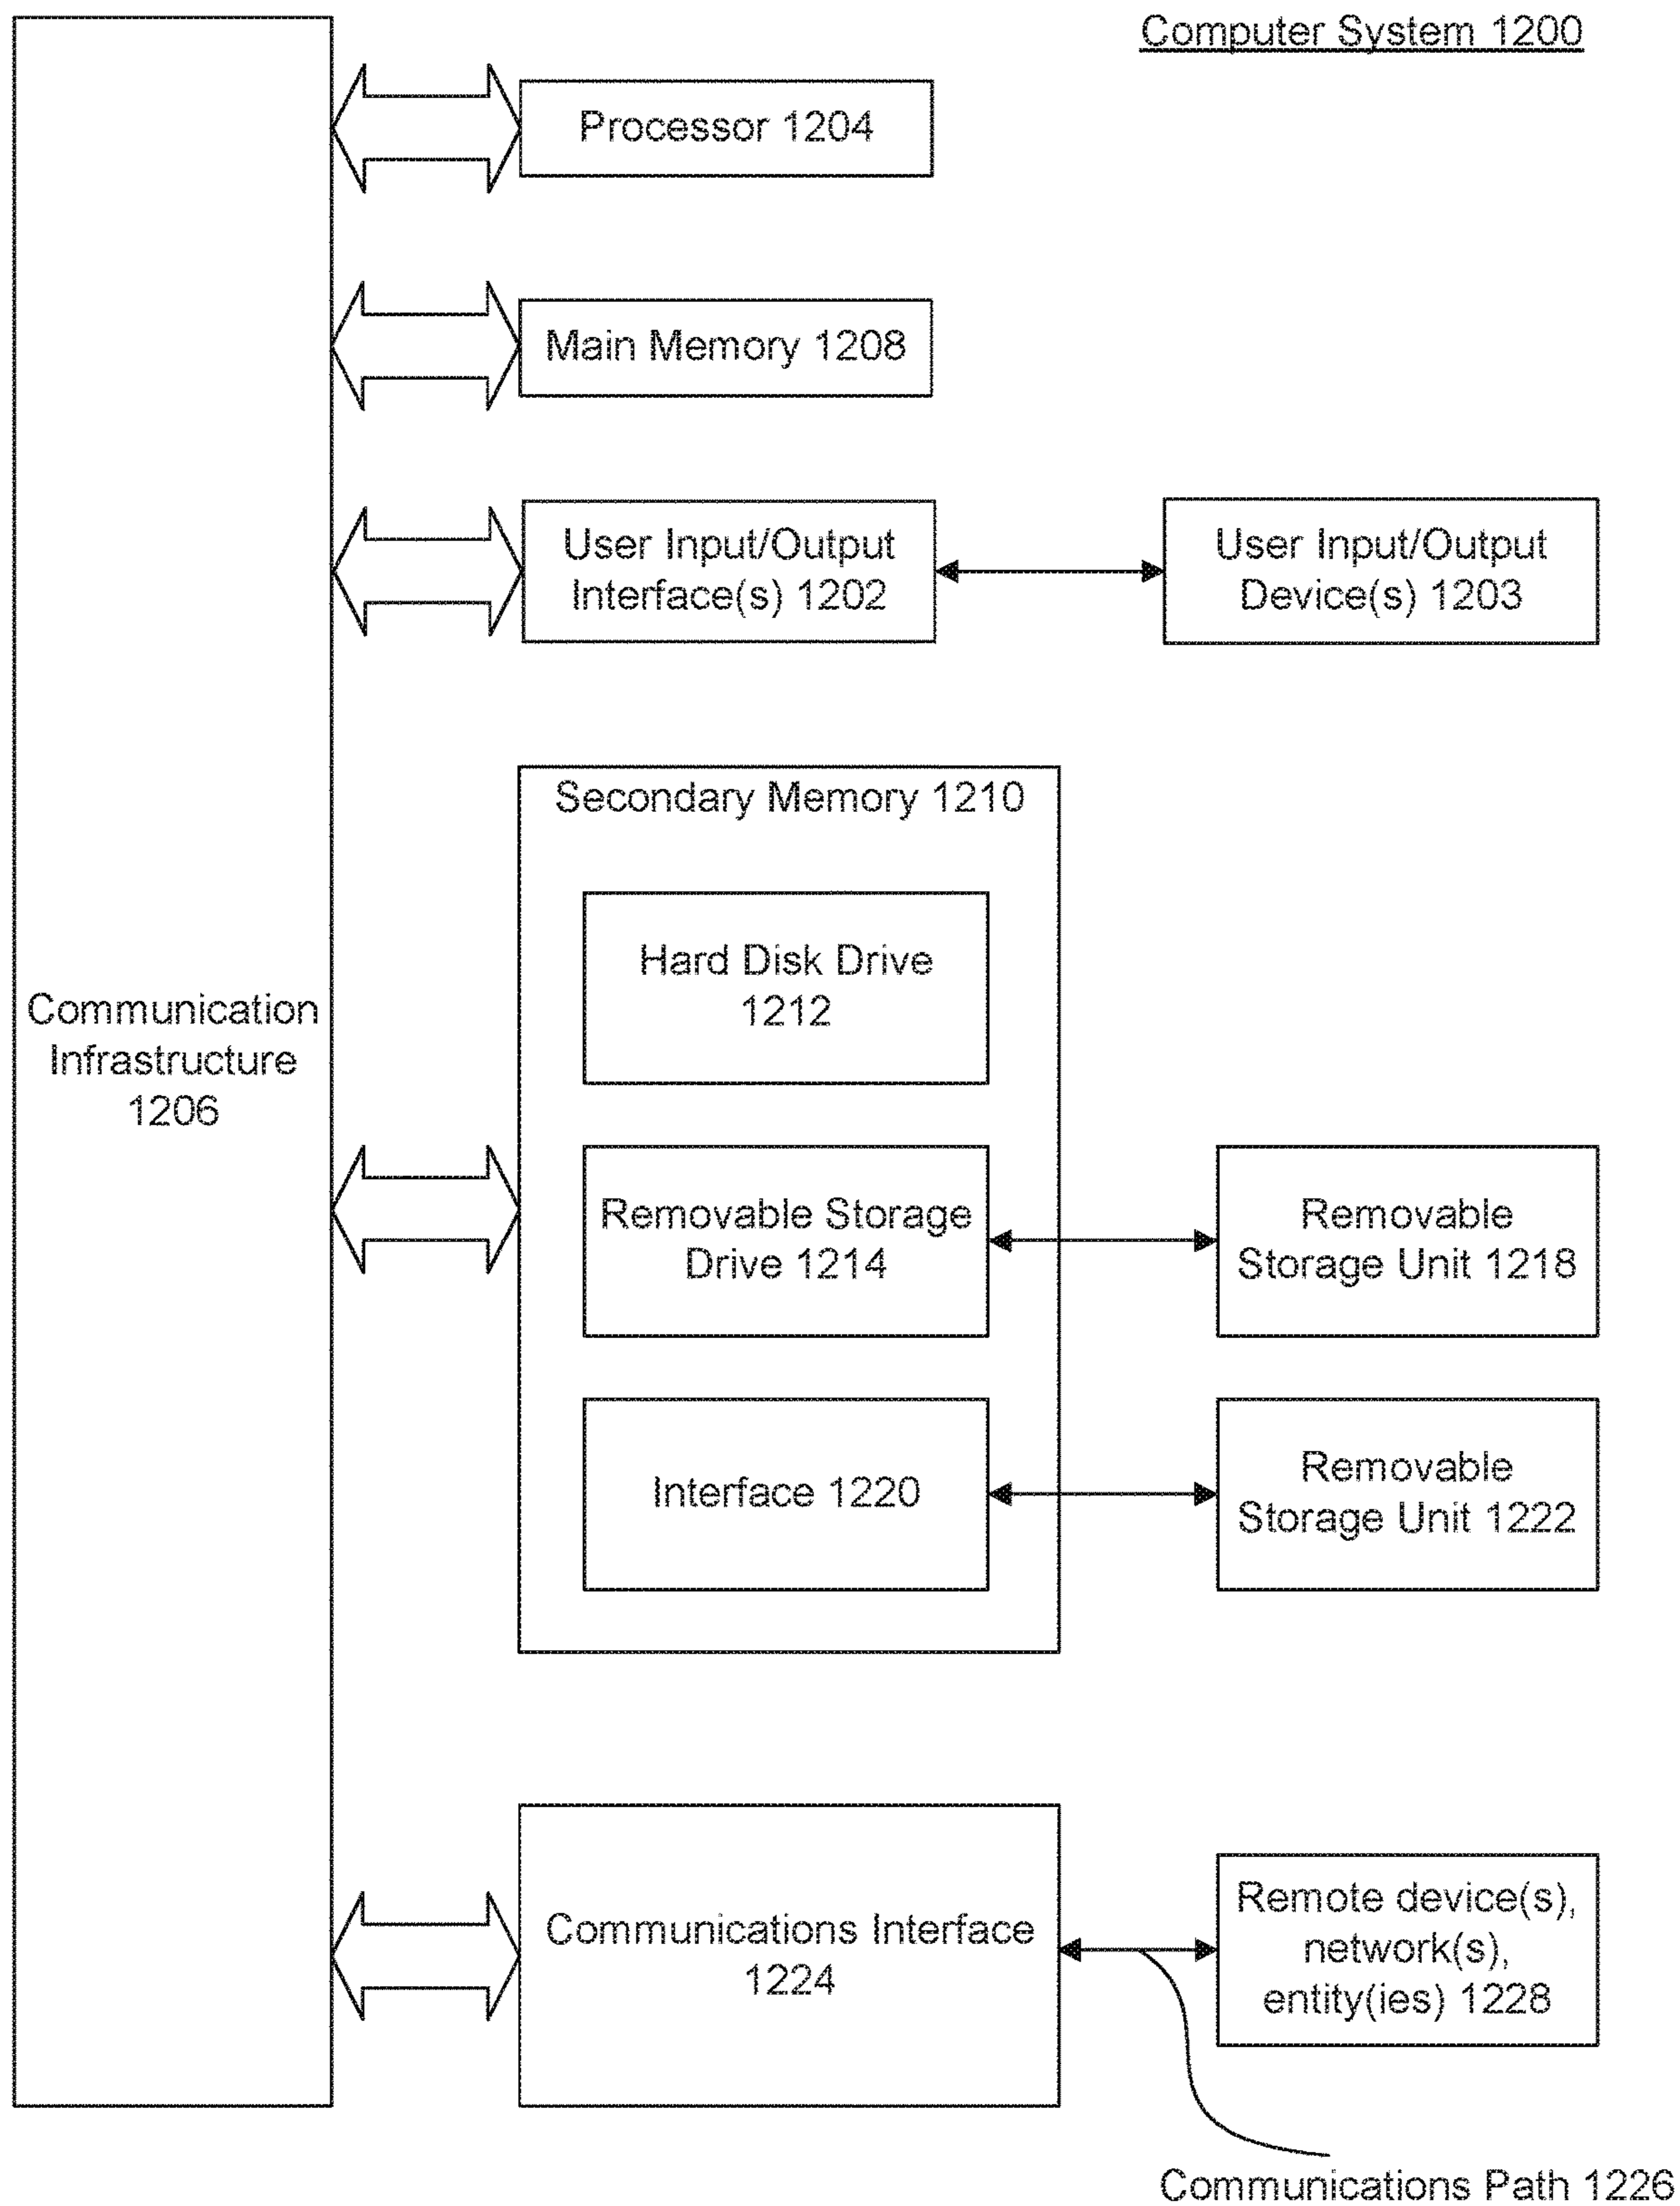 Computer System 1200
Processor 1204
Main Memory 1208
User Input/Output
Interface(s) 1202
User Input/Output
Device(s) 1203
Secondary Memory 1210
Hard Disk Drive
1212
Communication
Infrastructure
1206
Removable Storage
Drive 1214
Removable
Storage Unit 1218
Interface 1220
Removable
Storage Unit 1222
Communications Interface
1224
Remote device(s),
network(s),
entity(ies) 1228
Communications Path 1226